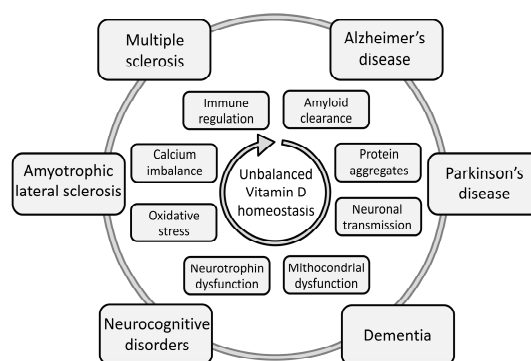 Multiple
sclerosis
Alzheimer's
disease
Immune
regulation
Amyloid
clearance
Calcium
imbalance
Protein
aggregates
Amyotrophic
lateral sclerosis
Unbalanced
Vitamin D
homeostasis
Parkinson's
disease
Oxidative
stress
Neuronal
transmission
Neurotrophin
dysfunction
Mithocondrial
dysfunction
Neurocognitive
disorders
Dementia